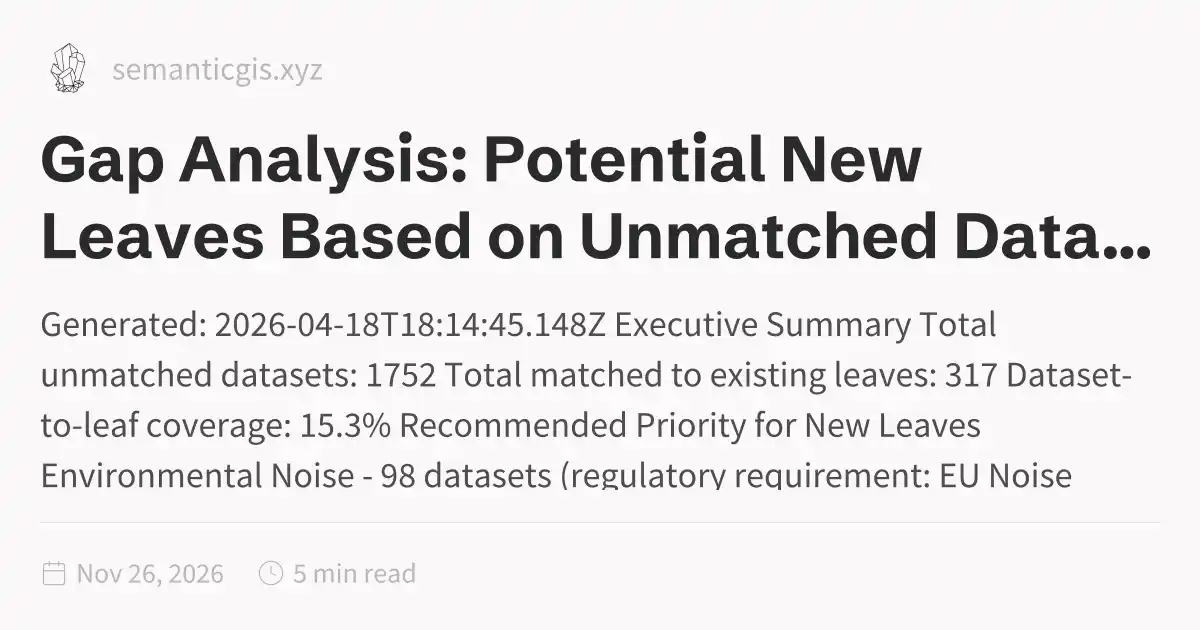 semanticgis.xyz
Gap Analysis: Potential New
Leaves Based on Unmatched Data...
Generated: 2026-04-18T18:14:45.148Z Executive Summary Total
unmatched datasets: 1752 Total matched to existing leaves: 317 Dataset-
to-leaf coverage: 15.3% Recommended Priority for New Leaves
Environmental Noise - 98 datasets (regulatory requirement: EU Noise
Nov 26, 2026 5 min read